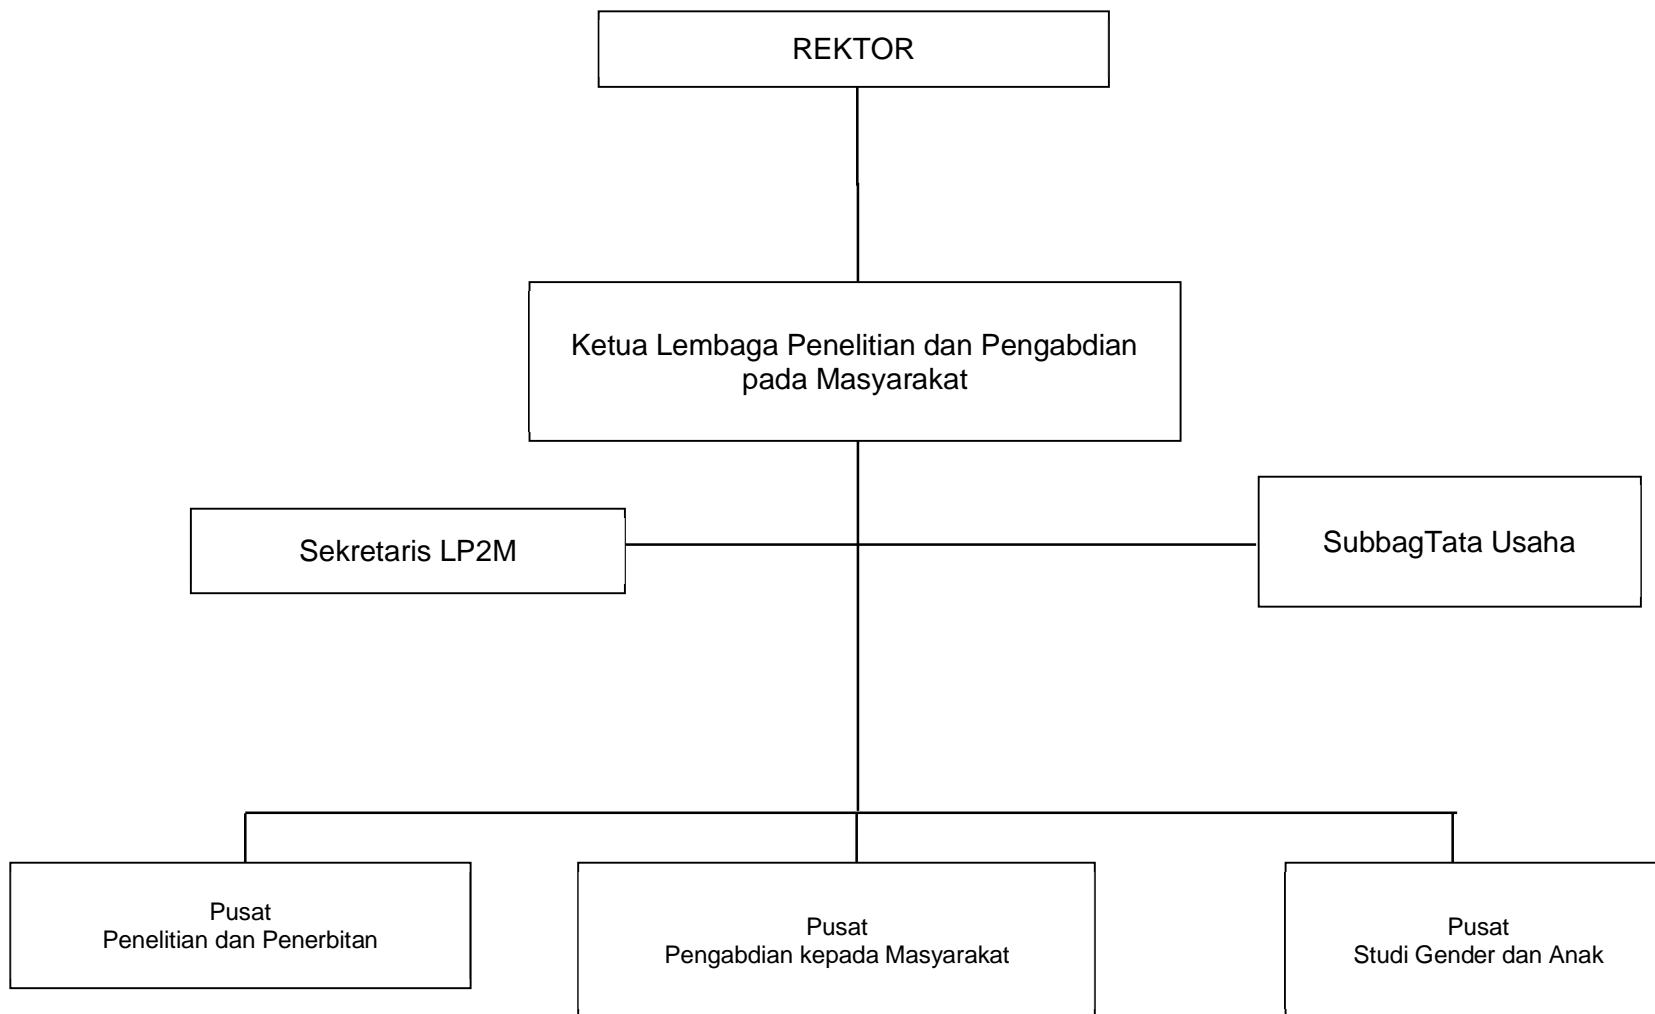 REKTOR
Ketua Lembaga Penelitian dan Pengabdian
pada Masyarakat
Sekretaris LP2M
SubbagTata Usaha
Pusat
Penelitian dan Penerbitan
Pusat
Pengabdian kepada Masyarakat
Pusat
Studi Gender dan Anak